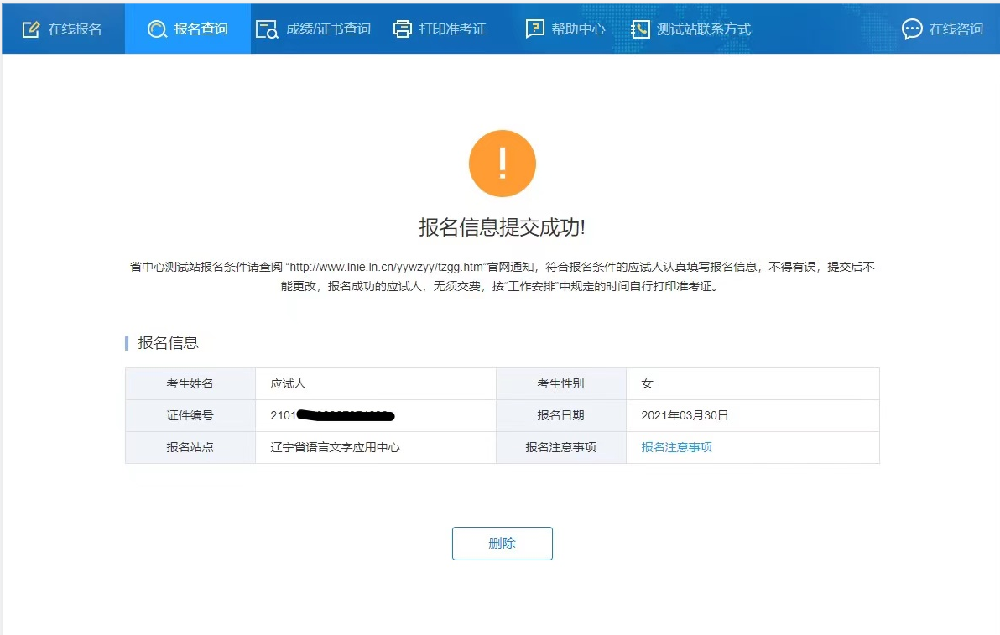 在线报名 报名查询 成绩/证书查询 打印准考证 帮助中心 测试站联系方式 在线咨询
报名信息提交成功!
省中心测试站报名条件请查阅 “http://www.lnie.ln.cn/yywzyy/tzgg.htm”官网通知，符合报名条件的应试人认真填写报名信息，不得有误，提交后不
能更改，报名成功的应试人，无须交费，按“工作安排”中规定的时间自行打印准考证。
报名信息
考生姓名 应试人 考生性别 女
证件编号 2101 报名日期 2021年03月30日
报名站点 辽宁省语言文字应用中心 报名注意事项 报名注意事项
删除